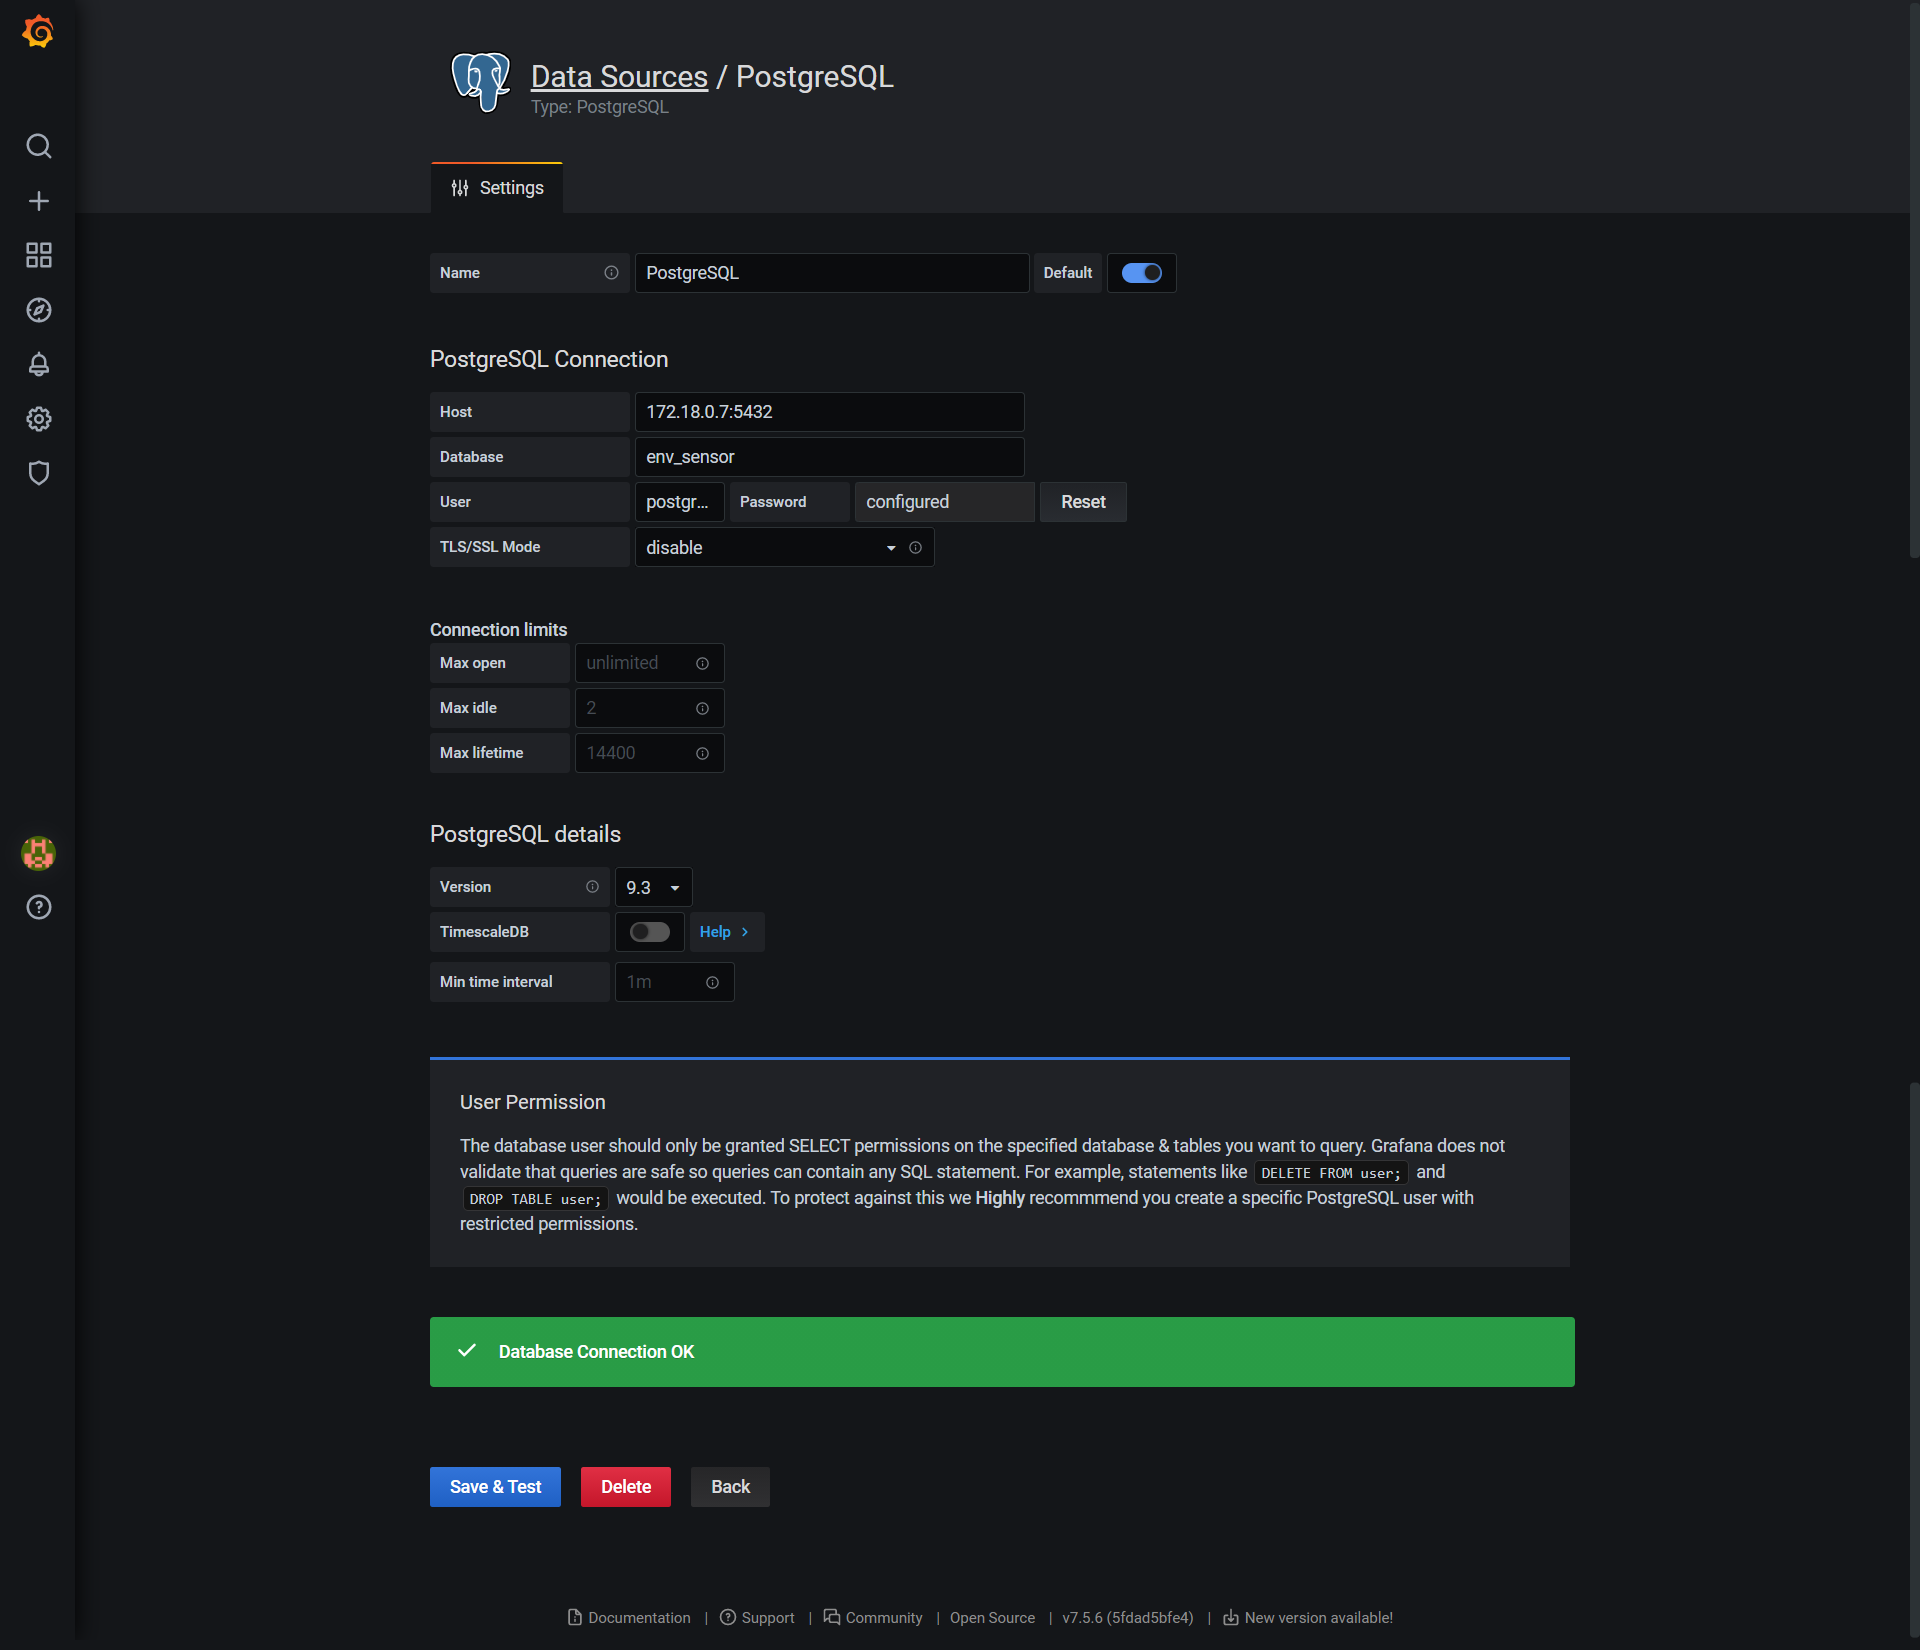 Data Sources / PostgreSQL
Type: PostgreSQL
Settings
Name PostgreSQL Default
PostgreSQL Connection
Host 172.18.0.7:5432
Database env_sensor
User postgr... Password configured Reset
TLS/SSL Mode disable
Connection limits
Max open unlimited
Max idle 2
Max lifetime 14400
PostgreSQL details
Version 9.3
TimescaleDB Help
Min time interval 1m
User Permission
The database user should only be granted SELECT permissions on the specified database & tables you want to query. Grafana does not
validate that queries are safe so queries can contain any SQL statement. For example, statements like DELETE FROM user; and
DROP TABLE user; would be executed. To protect against this we Highly recommmend you create a specific PostgreSQL user with
restricted permissions.
Database Connection OK
Save & Test Delete Back
Documentation | Support | Community | Open Source | v7.5.6 (5fdad5bfe4) | New version available!